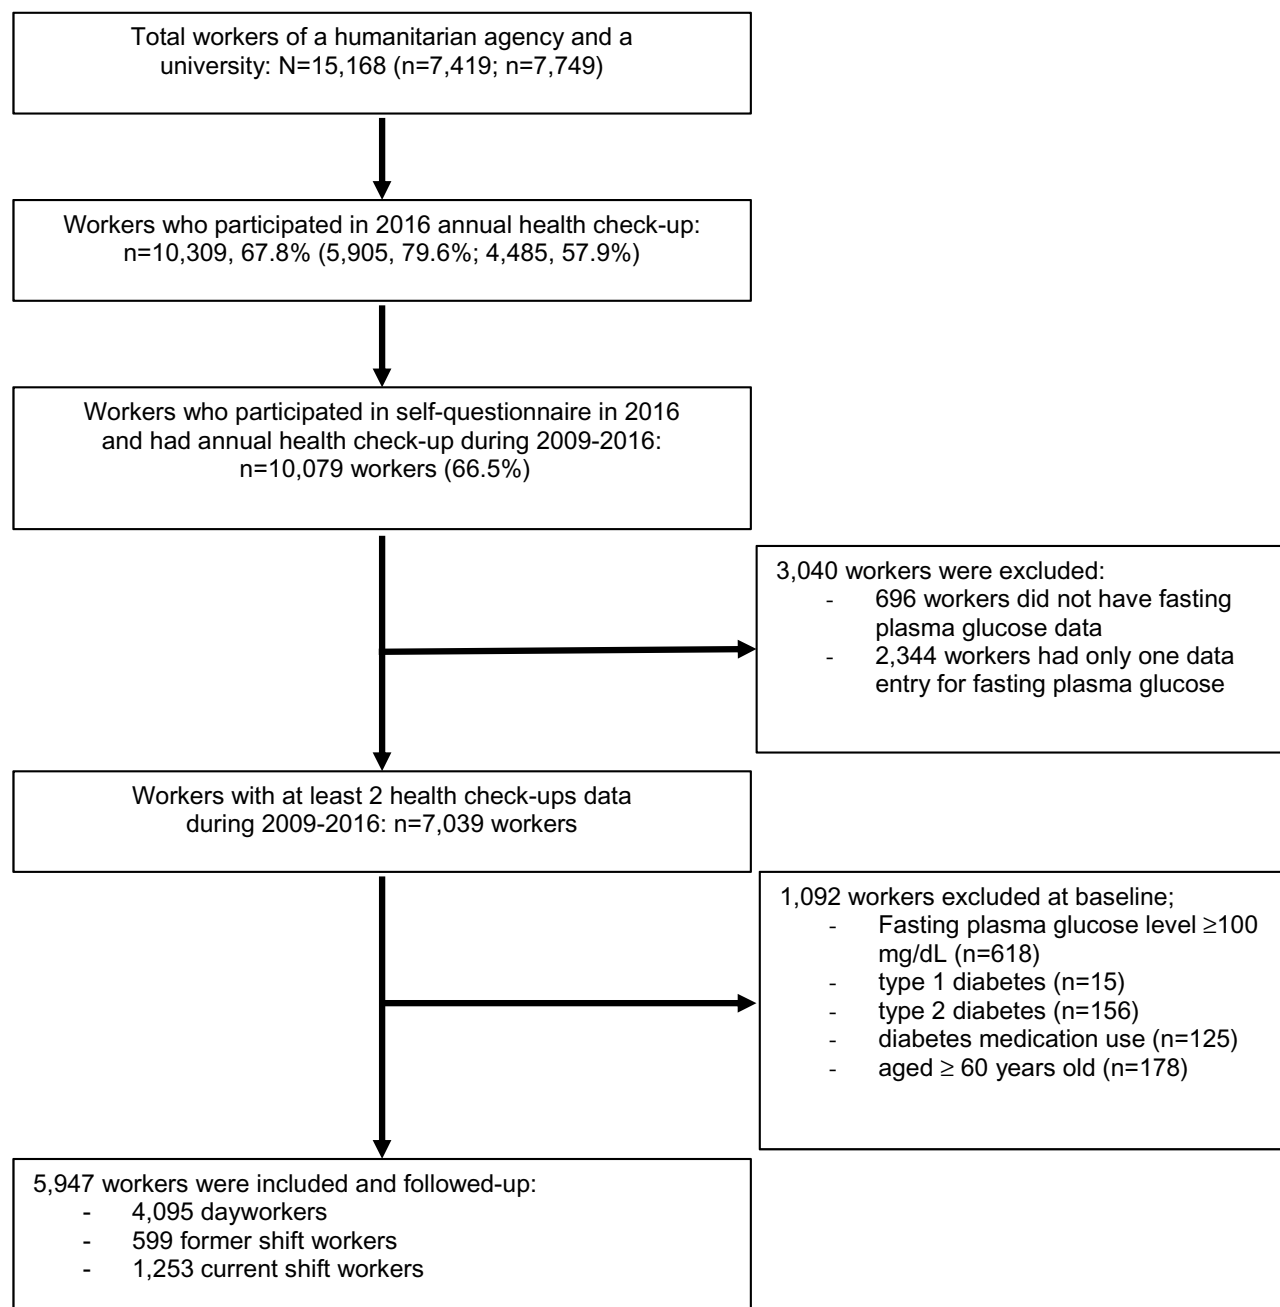 Total workers of a humanitarian agency and a
university: N=15,168 (n=7,419; n=7,749)
Workers who participated in 2016 annual health check-up:
n=10,309, 67.8% (5,905, 79.6%; 4,485, 57.9%)
Workers who participated in self-questionnaire in 2016
and had annual health check-up during 2009-2016:
n=10,079 workers (66.5%)
3,040 workers were excluded:
- 696 workers did not have fasting
plasma glucose data
- 2,344 workers had only one data
entry for fasting plasma glucose
Workers with at least 2 health check-ups data
during 2009-2016: n=7,039 workers
1,092 workers excluded at baseline;
- Fasting plasma glucose level ≥100
mg/dL (n=618)
- type 1 diabetes (n=15)
- type 2 diabetes (n=156)
- diabetes medication use (n=125)
- aged ≥ 60 years old (n=178)
5,947 workers were included and followed-up:
- 4,095 dayworkers
- 599 former shift workers
- 1,253 current shift workers